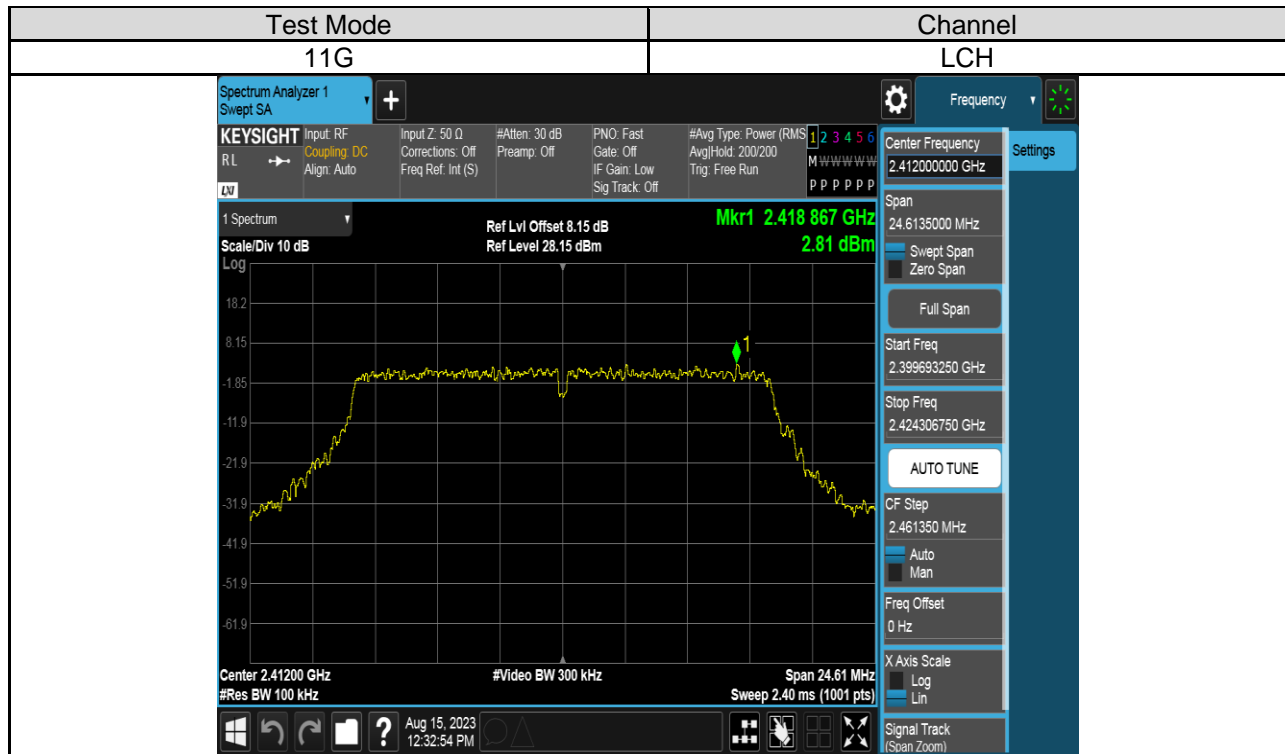 Test Mode
Channel
11G
LCH
Spectrum Analyzer 1
Swept SA
+
Frequency
KEYSIGHT
RL
LXI
Input: RF
Coupling: DC
Align: Auto
Input Z: 50 Ω
Corrections: Off
Freq Ref: Int (S)
#Atten: 30 dB
Preamp: Off
PNO: Fast
Gate: Off
IF Gain: Low
Sig Track: Off
#Avg Type: Power (RMS
Avg|Hold: 200/200
Trig: Free Run
1 2 3 4 5 6
M W W W W W
P P P P P P
Center Frequency
2.412000000 GHz
Settings
1 Spectrum
Scale/Div 10 dB
Ref Lvl Offset 8.15 dB
Ref Level 28.15 dBm
Mkr1 2.418 867 GHz
2.81 dBm
Log
18.2
8.15
-1.85
-11.9
-21.9
-31.9
-41.9
-51.9
-61.9
1
Center 2.41200 GHz
#Res BW 100 kHz
#Video BW 300 kHz
Span 24.61 MHz
Sweep 2.40 ms (1001 pts)
Span
24.6135000 MHz
Swept Span
Zero Span
Full Span
Start Freq
2.399693250 GHz
Stop Freq
2.424306750 GHz
AUTO TUNE
CF Step
2.461350 MHz
Auto
Man
Freq Offset
0 Hz
X Axis Scale
Log
Lin
Signal Track
(Span Zoom)
?
Aug 15, 2023
12:32:54 PM